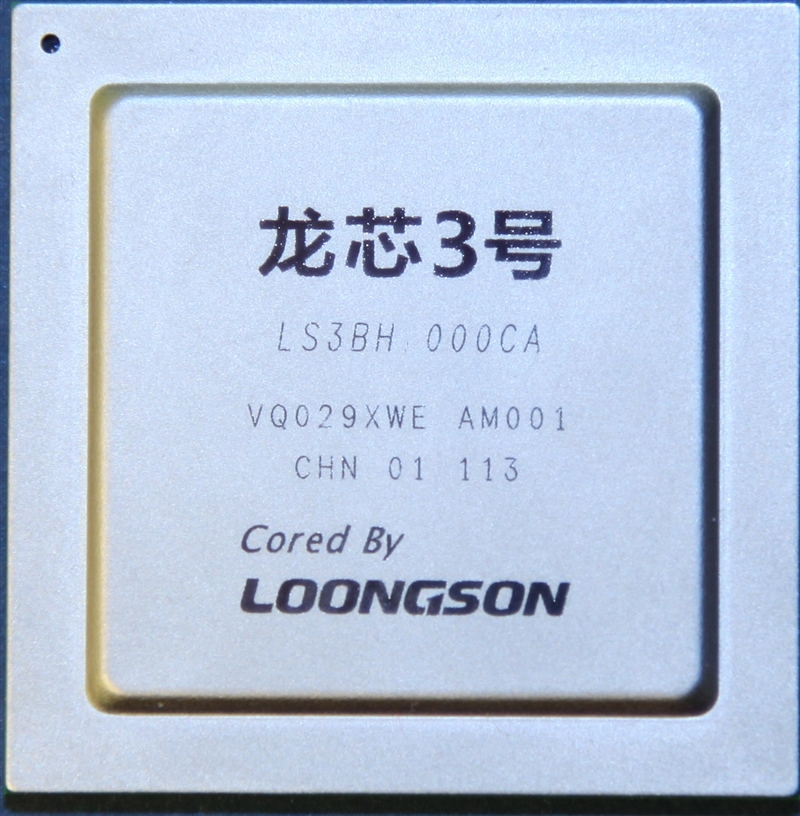 龙芯3号
LS3BH 000CA
VQ029XWE AM001
CHN 01 113
Cored By
LOONGSON